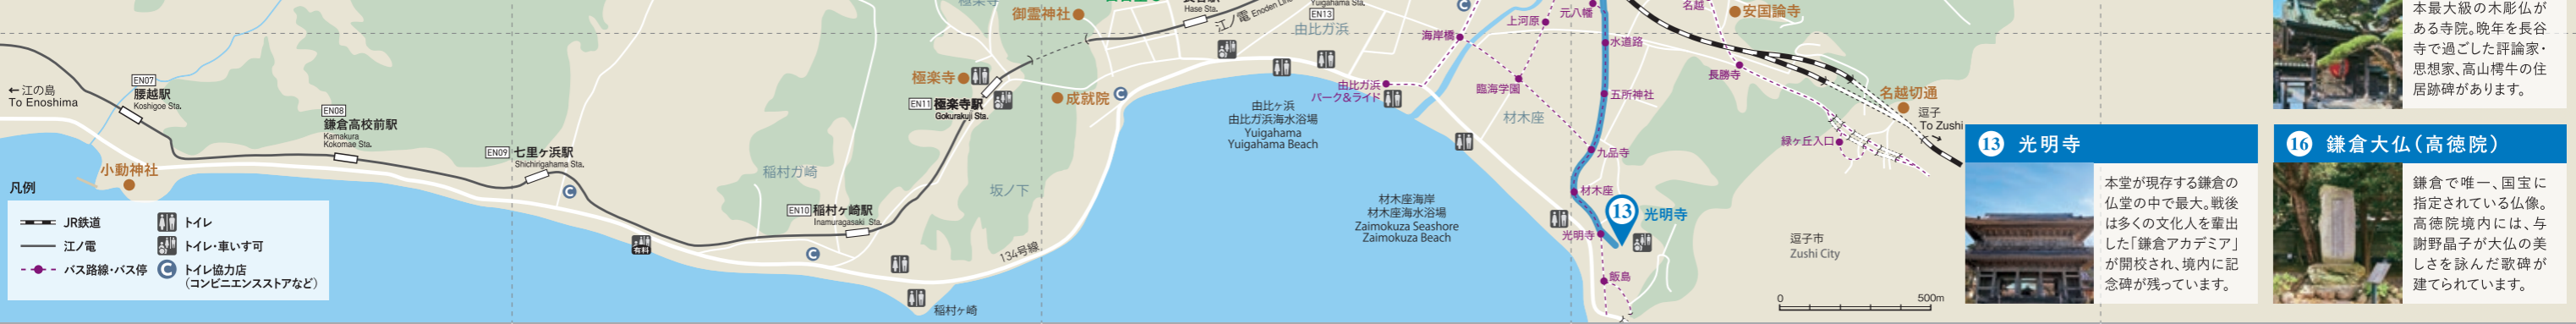 極楽寺
御霊神社
Hase Sta.
江ノ電 Enoden Line
Yuigahama Sta.
EN13
由比ガ浜
海岸橋
上河原
元八幡
名越
安国論寺
水道路
長勝寺
臨海学園
五所神社
材木座
九品寺
材木座
光明寺
飯島
13
光明寺
緑ヶ丘入口
名越切通
逗子
To Zushi
逗子市
Zushi City
0
500m
←江の島
To Enoshima
EN07
腰越駅
Koshigoe Sta.
EN08
鎌倉高校前駅
Kamakura
Kokomae Sta.
EN09
七里ヶ浜駅
Shichirigahama Sta.
EN10
稲村ヶ崎駅
Inamuragasaki Sta.
EN11
極楽寺駅
Gokurakuji Sta.
極楽寺
成就院
小動神社
稲村ガ崎
坂ノ下
134号線
稲村ヶ崎
有料
由比ガ浜
パーク&ライド
由比ヶ浜
由比ガ浜海水浴場
Yuigahama
Yuigahama Beach
材木座海岸
材木座海水浴場
Zaimokuza Seashore
Zaimokuza Beach
凡例
JR鉄道
江ノ電
バス路線・バス停
トイレ
トイレ・車いす可
トイレ協力店
(コンビニエンスストアなど)
本最大級の木彫仏が
ある寺院。晩年を長谷
寺で過ごした評論家・
思想家、高山樗牛の住
居跡碑があります。
13 光明寺
本堂が現存する鎌倉の
仏堂の中で最大。戦後
は多くの文化人を輩出
した「鎌倉アカデミア」
が開校され、境内に記
念碑が残っています。
16 鎌倉大仏(高徳院)
鎌倉で唯一、国宝に
指定されている仏像。
高徳院境内には、与
謝野晶子が大仏の美
しさを詠んだ歌碑が
建てられています。